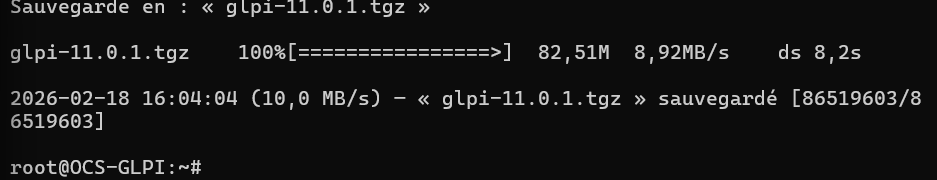 Sauvegarde en : « glpi-11.0.1.tgz »
glpi-11.0.1.tgz    100%[================>]  82,51M  8,92MB/s    ds 8,2s
2026-02-18 16:04:04 (10,0 MB/s) — « glpi-11.0.1.tgz » sauvegardé [86519603/8
6519603]
root@OCS-GLPI:~#